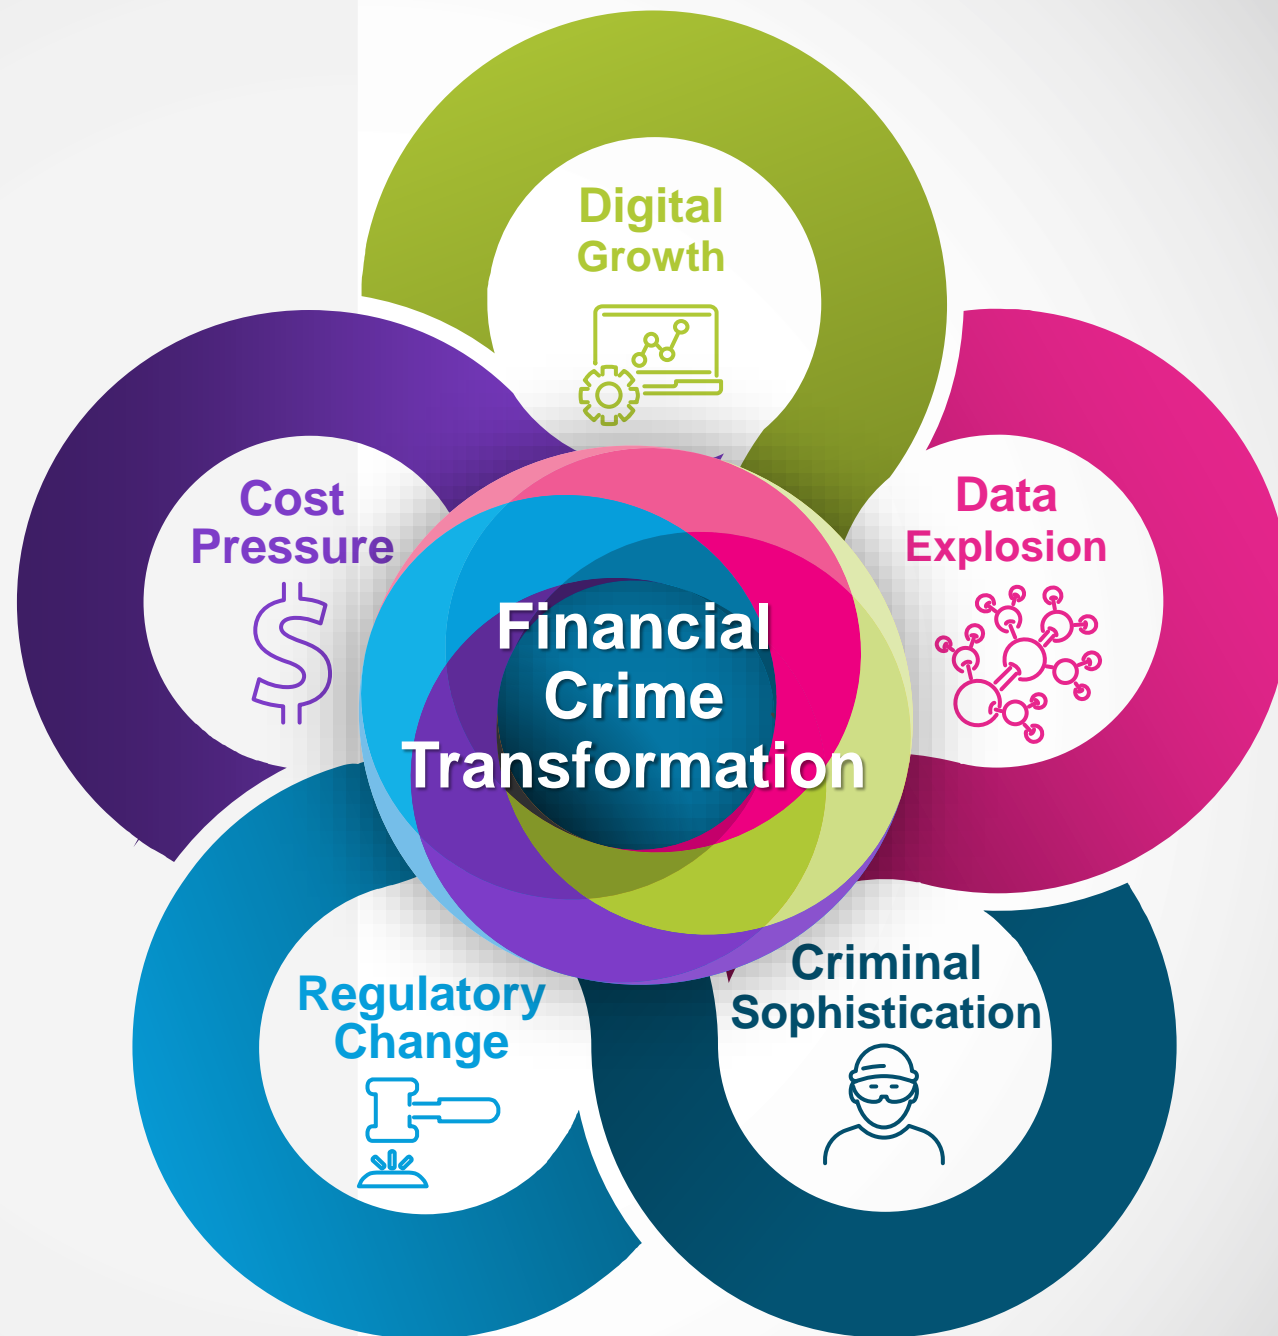 Digital
Growth
Data
Explosion
Cost
Pressure
Financial
Crime
Transformation
Criminal
Sophistication
Regulatory
Change